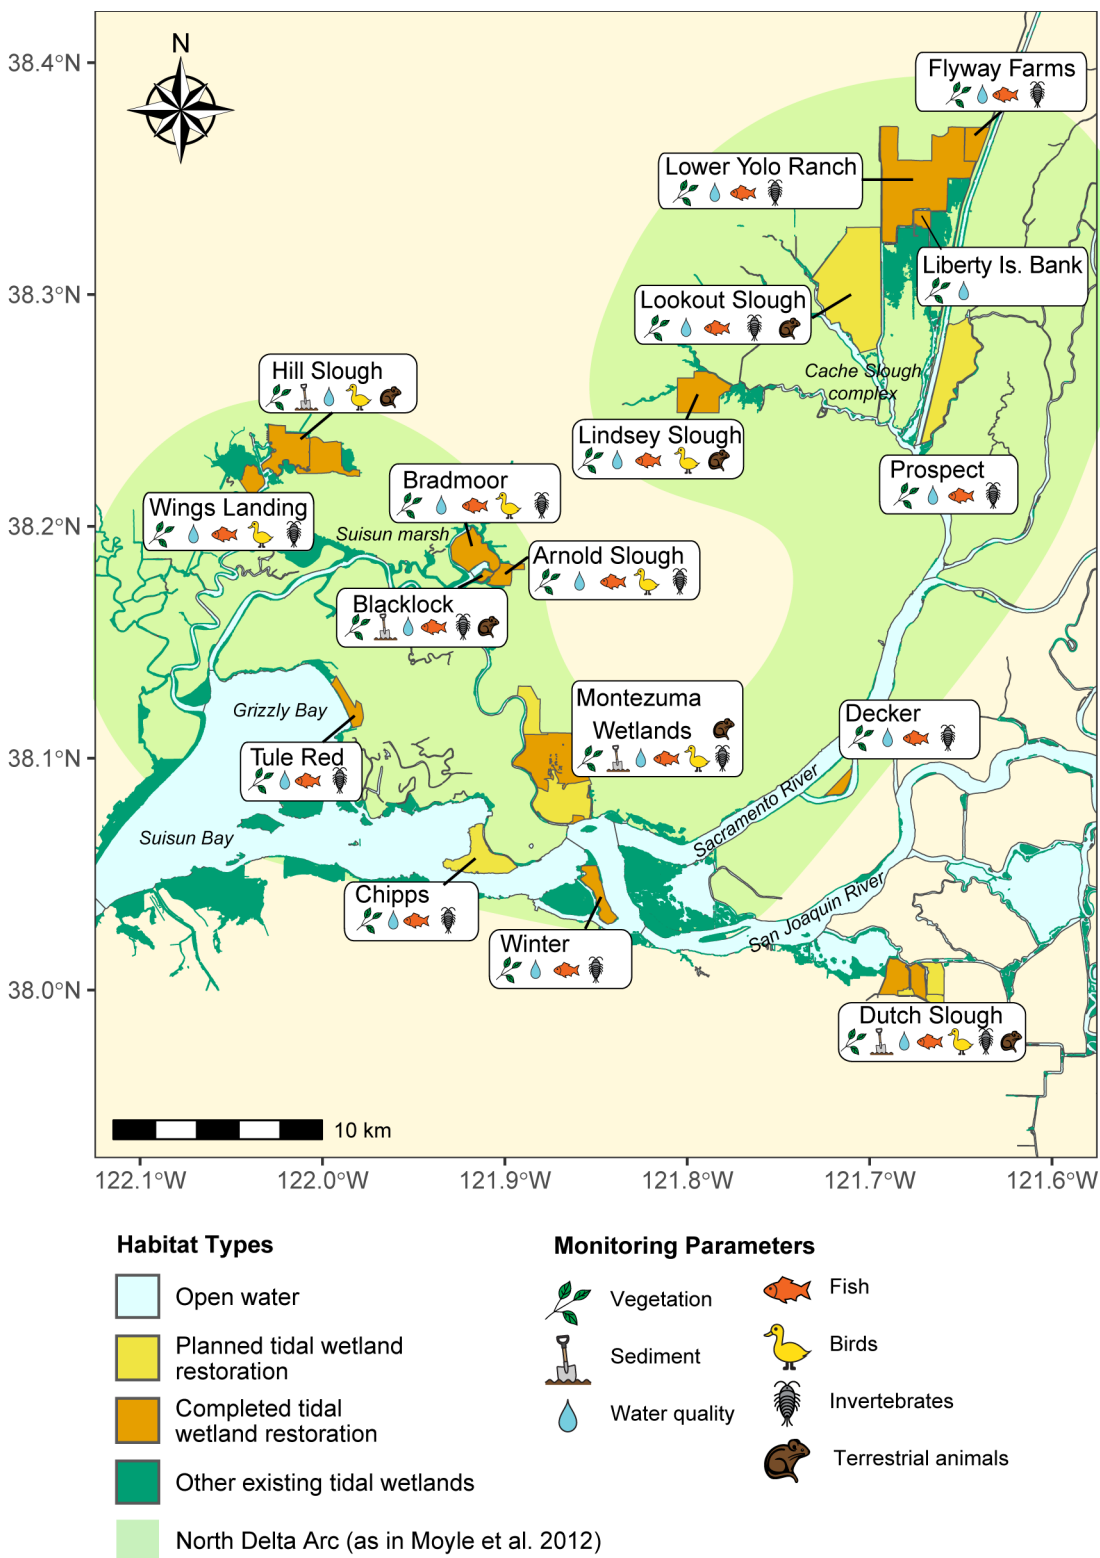 N
38.4°N
38.3°N
38.2°N
38.1°N
38.0°N
Flyway Farms
Lower Yolo Ranch
Liberty Is. Bank
Lookout Slough
Cache Slough
complex
Hill Slough
Lindsey Slough
Bradmoor
Prospect
Wings Landing
Suisun marsh
Arnold Slough
Blacklock
Montezuma
Wetlands
Grizzly Bay
Decker
Tule Red
Sacramento River
Suisun Bay
Chipps
San Joaquin River
Winter
Dutch Slough
10 km
122.1°W
122.0°W
121.9°W
121.8°W
121.7°W
121.6°W
Habitat Types
Open water
Planned tidal wetland
restoration
Completed tidal
wetland restoration
Other existing tidal wetlands
North Delta Arc (as in Moyle et al. 2012)
Monitoring Parameters
Vegetation
Sediment
Water quality
Fish
Birds
Invertebrates
Terrestrial animals